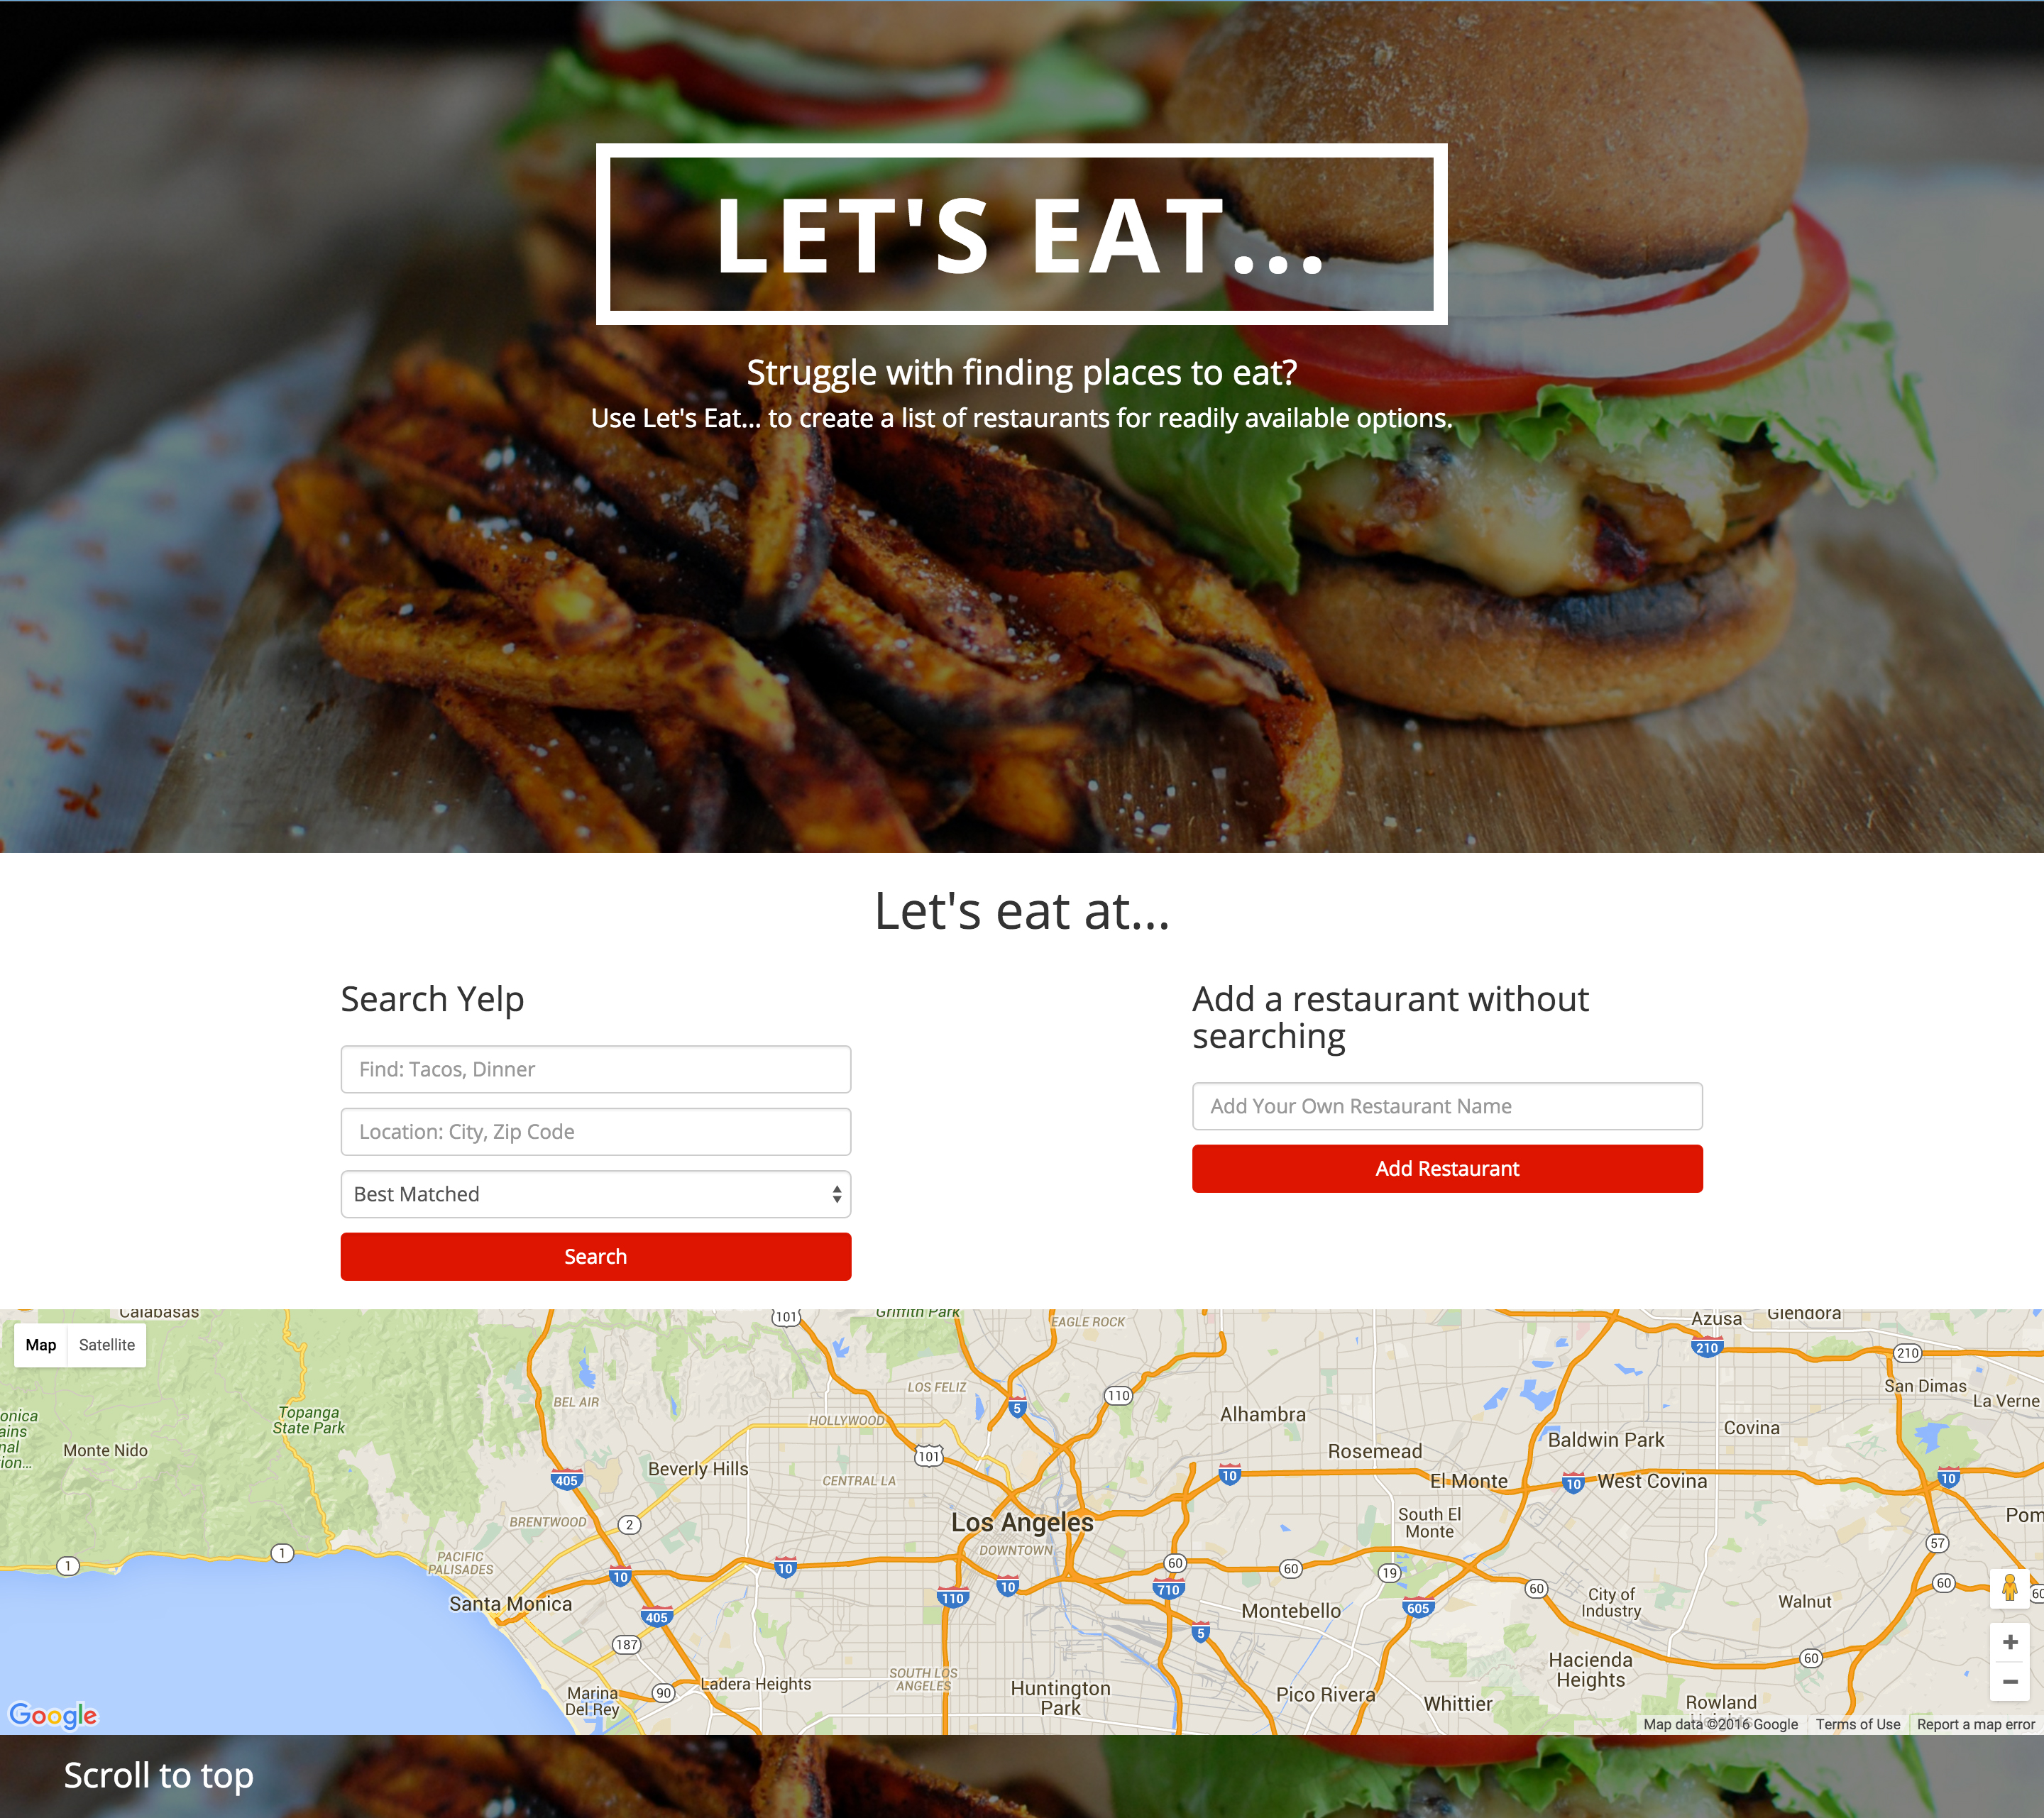 LET'S EAT...
Struggle with finding places to eat?
Use Let's Eat... to create a list of restaurants for readily available options.
Let's eat at...
Search Yelp
Find: Tacos, Dinner
Location: City, Zip Code
Best Matched
Search
Add a restaurant without
searching
Add Your Own Restaurant Name
Add Restaurant
Map Satellite
Calabasas
101
Griffith Park
EAGLE ROCK
Azusa
Glendora
210
210
San Dimas
La Verne
BEL AIR
LOS FELIZ
5
110
Topanga
State Park
HOLLYWOOD
Alhambra
Covina
Monte Nido
101
Rosemead
Baldwin Park
405
Beverly Hills
CENTRAL LA
10
El Monte
10
West Covina
10
BRENTWOOD
2
Los Angeles
DOWNTOWN
South El
Monte
57
1
1
PACIFIC
PALISADES
10
10
10
110
60
710
60
19
605
60
City of
Industry
Walnut
60
Santa Monica
405
187
Montebello
5
Hacienda
Heights
60
SOUTH LOS
ANGELES
Ladera Heights
Marina
Del Rey
90
Huntington
Park
Pico Rivera
Whittier
Rowland
Google
Map data ©2016 Google
Terms of Use
Report a map error
Scroll to top